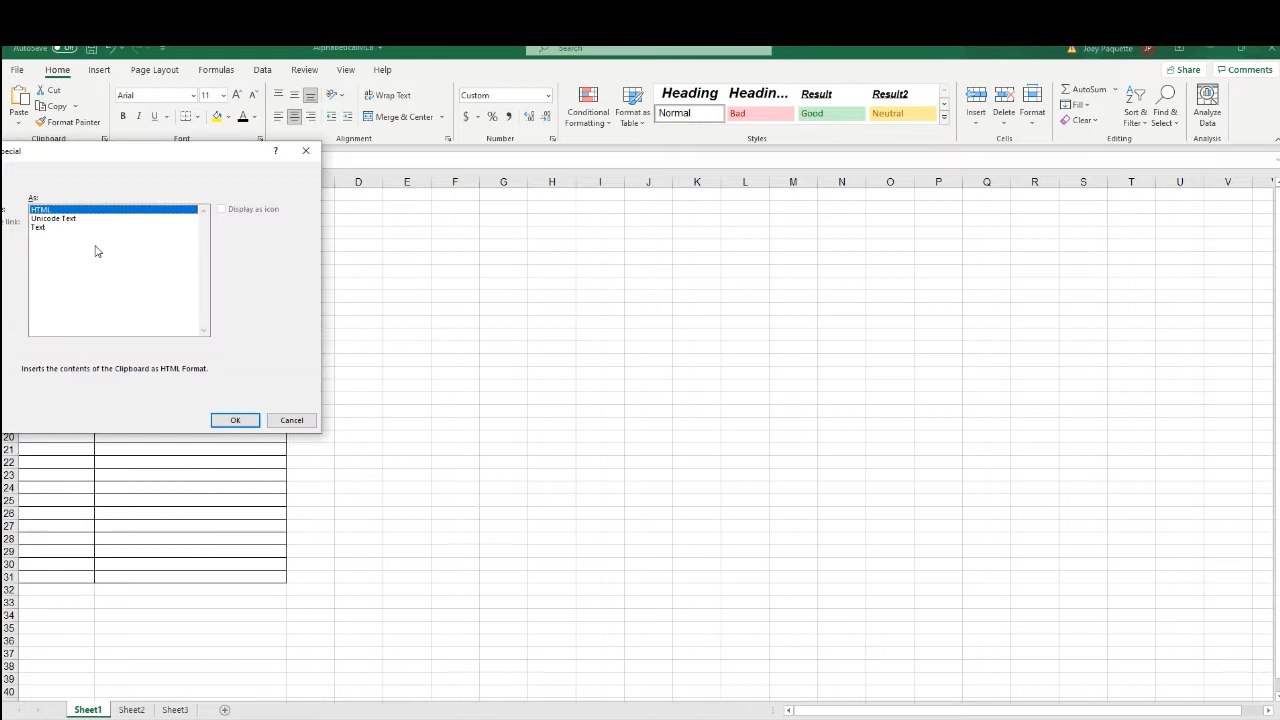 AutoSave Off AlphabeticalMLB Search Joey Paquette JP
File Home Insert Page Layout Formulas Data Review View Help Share Comments
Cut Arial 11 Wrap Text Custom Heading Headin... Result Result2 AutoSum
Copy Fill
Paste Format Painter B I U Merge & Center $ % Conditional Formatting Format as Table Normal Bad Good Neutral Insert Delete Format Clear Sort & Filter Find & Select Analyze Data
Clipboard Font Alignment Number Styles Cells Editing Analysis
ecial ? X
D E F G H I J K L M N O P Q R S T U V
As:
HTML Display as icon
e link: Unicode Text
Text
Inserts the contents of the Clipboard as HTML Format.
OK Cancel
20
21
22
23
24
25
26
27
28
29
30
31
32
33
34
35
36
37
38
39
40
Sheet1 Sheet2 Sheet3